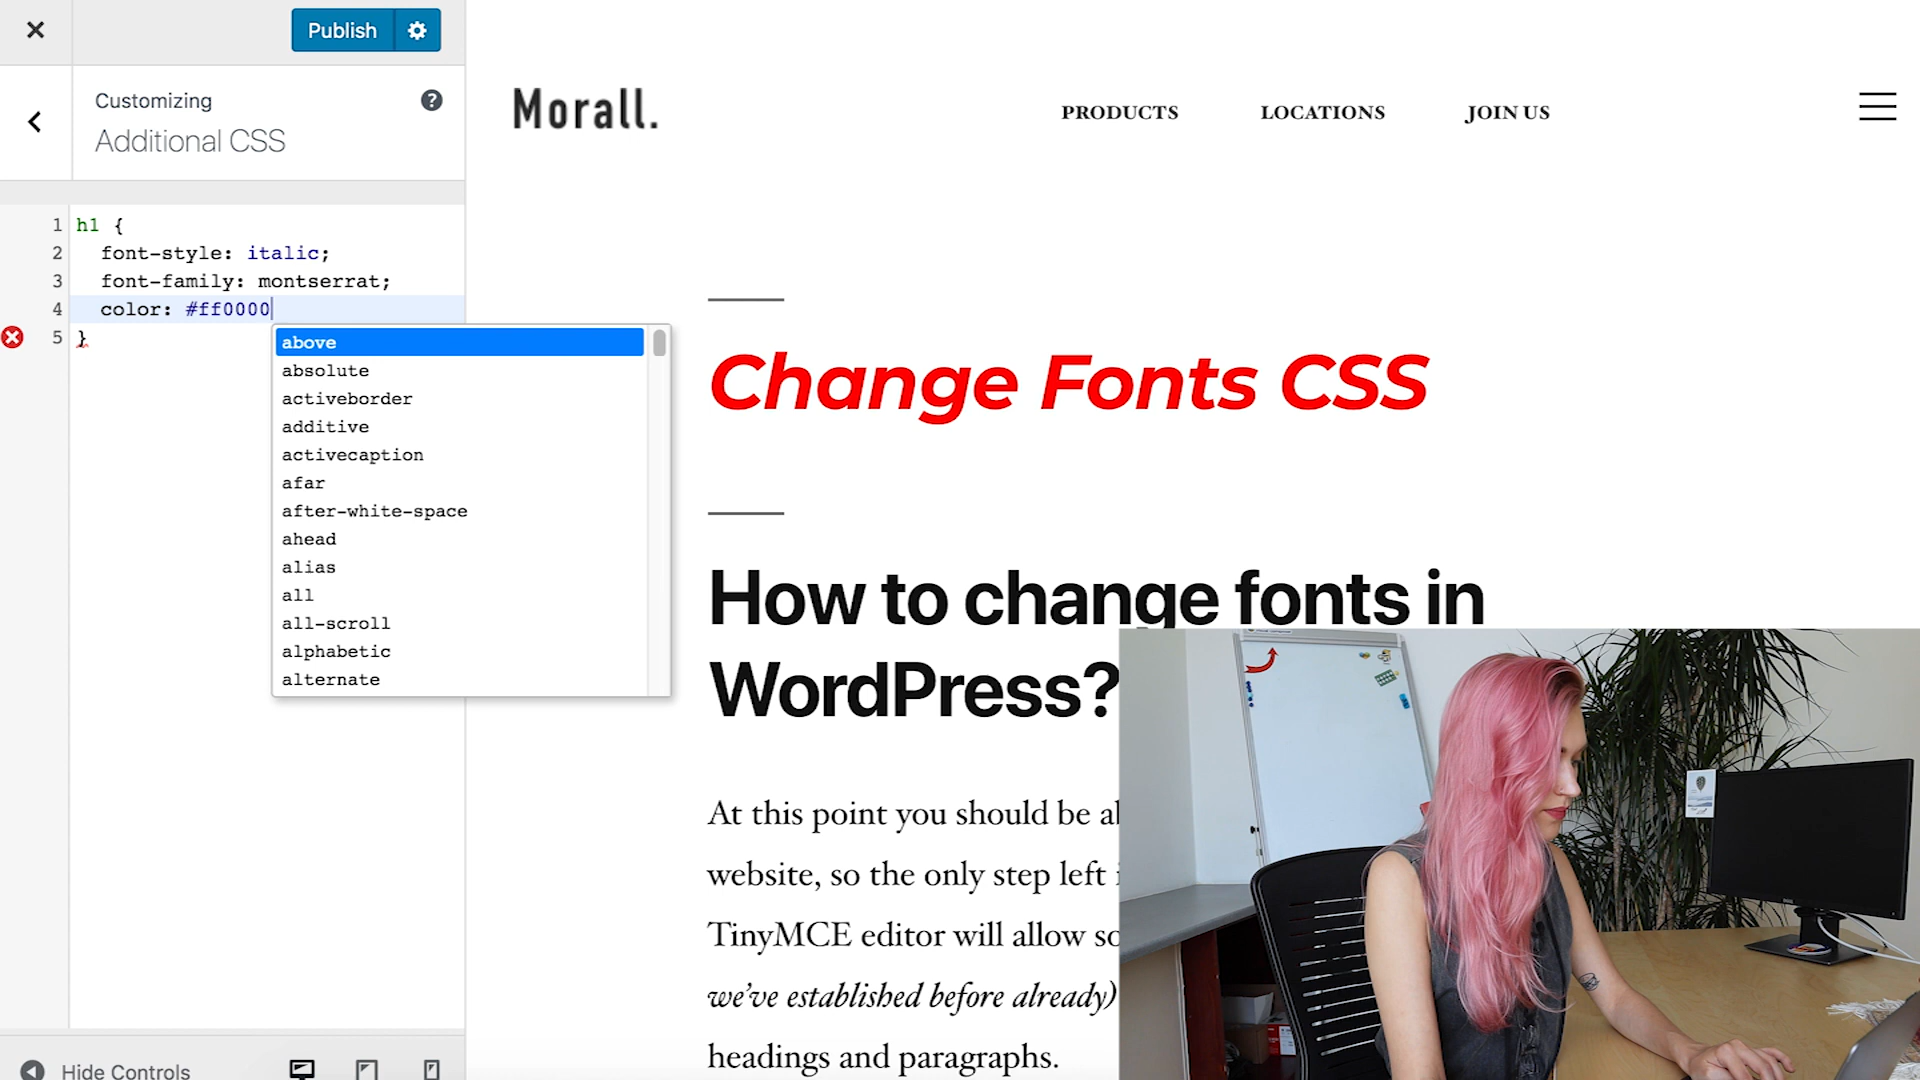 Publish
Customizing
Additional CSS
1 h1 {
2 font-style: italic;
3 font-family: montserrat;
4 color: #ff0000
5 }
above
absolute
activeborder
additive
activecaption
afar
after-white-space
ahead
alias
all
all-scroll
alphabetic
alternate
Hide Controls
Morall.
PRODUCTS LOCATIONS JOIN US
Change Fonts CSS
How to change fonts in
WordPress?
At this point you should be al
website, so the only step left i
TinyMCE editor will allow so
we've established before already)
headings and paragraphs.